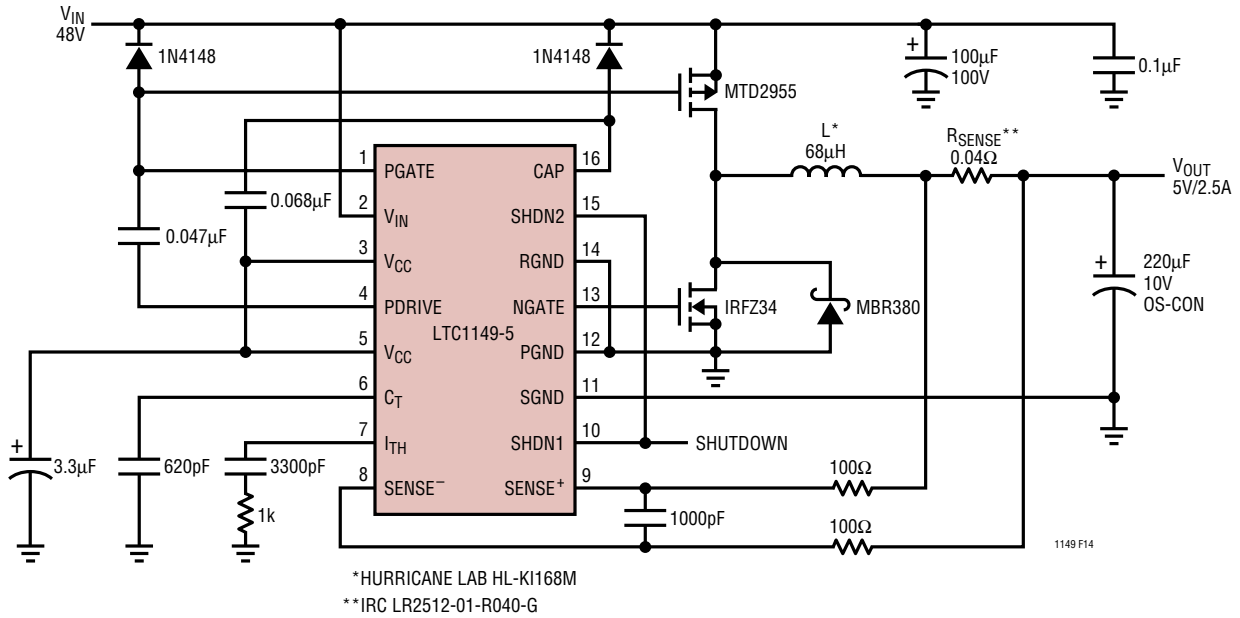 VIN
48V
1N4148
1N4148
MTD2955
+
100µF
100V
0.1µF
L*
68µH
RSENSE**
0.04Ω
VOUT
5V/2.5A
1
PGATE
CAP
16
0.068µF
2
VIN
SHDN2
15
0.047µF
3
VCC
RGND
14
4
PDRIVE
NGATE
13
IRFZ34
MBR380
+
220µF
10V
OS-CON
LTC1149-5
5
VCC
PGND
12
6
CT
SGND
11
7
ITH
SHDN1
10
SHUTDOWN
+
3.3µF
620pF
3300pF
1k
8
SENSE–
SENSE+
9
100Ω
1000pF
100Ω
1149 F14
*HURRICANE LAB HL-KI168M
**IRC LR2512-01-R040-G